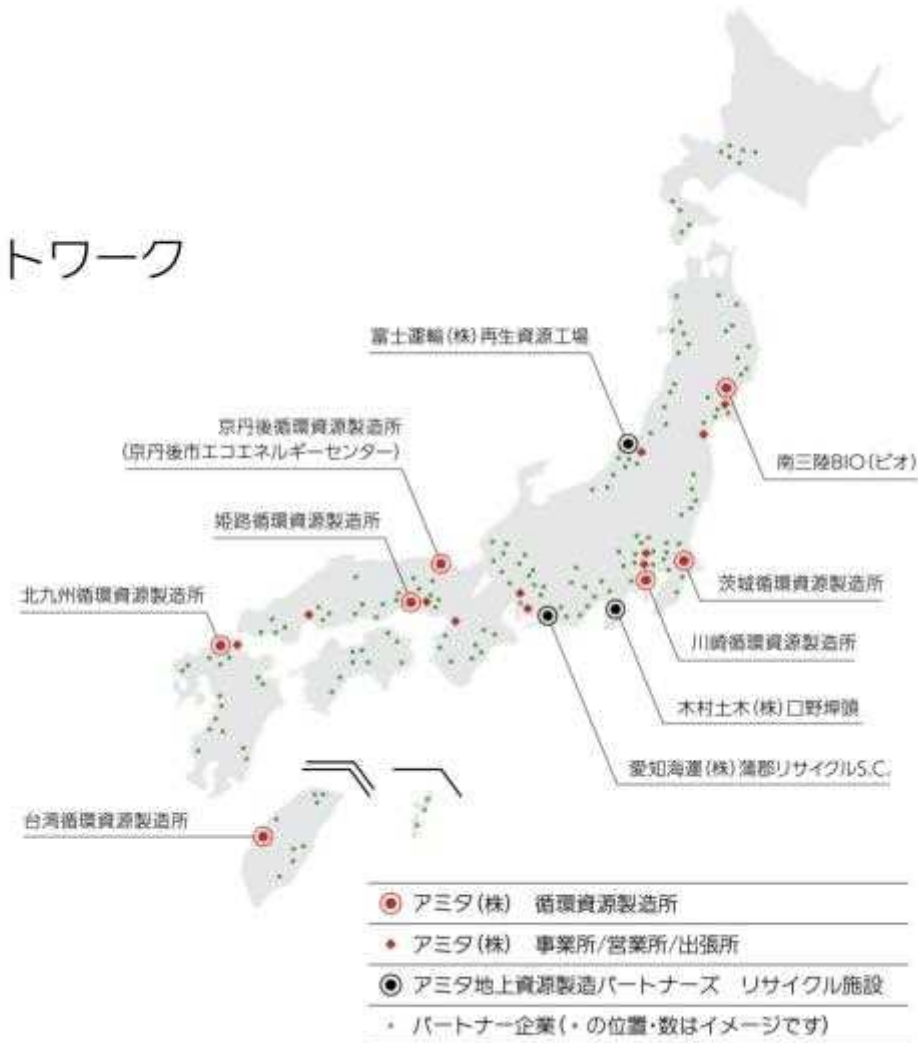 トワーク
富士運輸(株)再生資源工場
京丹後循環資源製造所
(京丹後市エコエネルギーセンター)
南三陸BIO(ビオ)
姫路循環資源製造所
北九州循環資源製造所
茨城循環資源製造所
川崎循環資源製造所
木村土木(株)口野埠頭
愛知海運(株)蒲郡リサイクルS.C.
台湾循環資源製造所
アミタ(株) 循環資源製造所
アミタ(株) 事業所/営業所/出張所
アミタ地上資源製造パートナーズ リサイクル施設
パートナー企業(・の位置・数はイメージです)